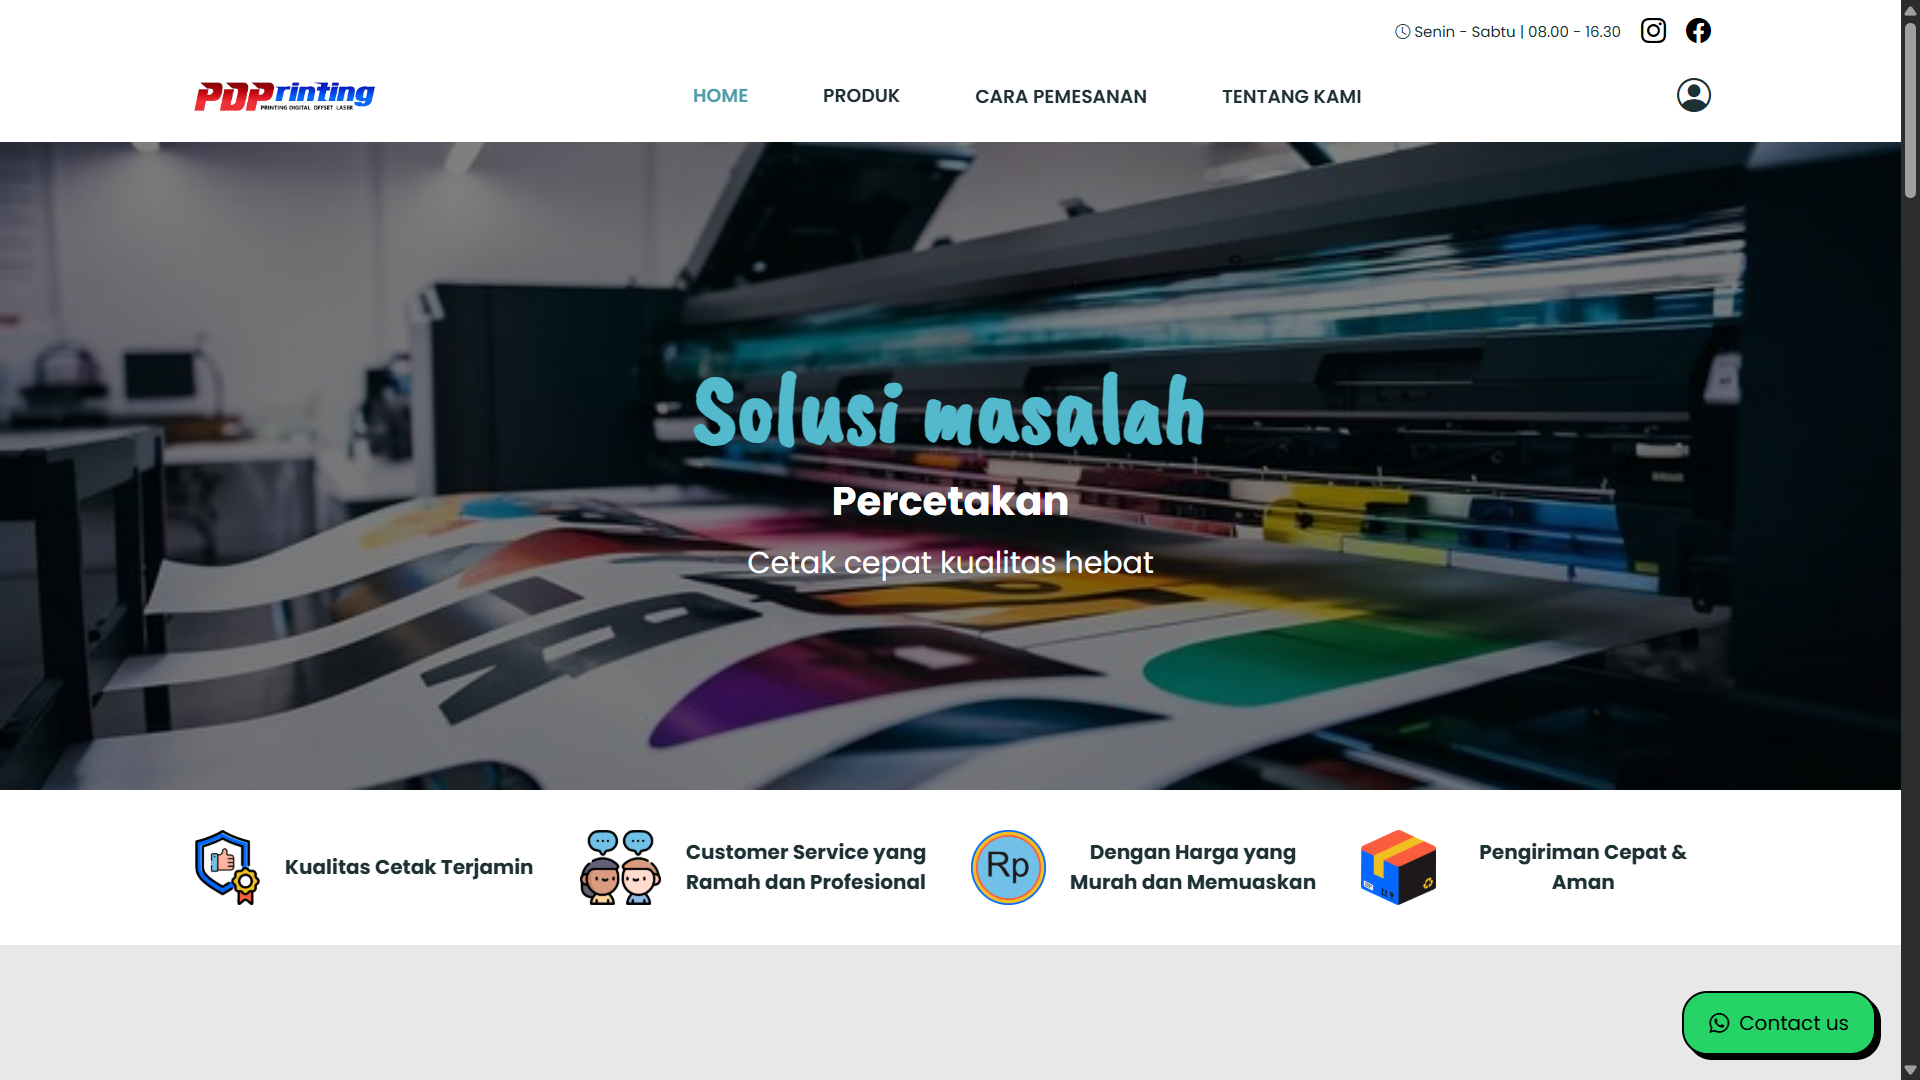 Senin - Sabtu | 08.00 - 16.30
PDPrinting
PRINTING DIGITAL OFFSET LASER
HOME
PRODUK
CARA PEMESANAN
TENTANG KAMI
Solusi masalah
Percetakan
Cetak cepat kualitas hebat
Kualitas Cetak Terjamin
Customer Service yang
Ramah dan Profesional
Rp
Dengan Harga yang
Murah dan Memuaskan
Pengiriman Cepat &
Aman
Contact us